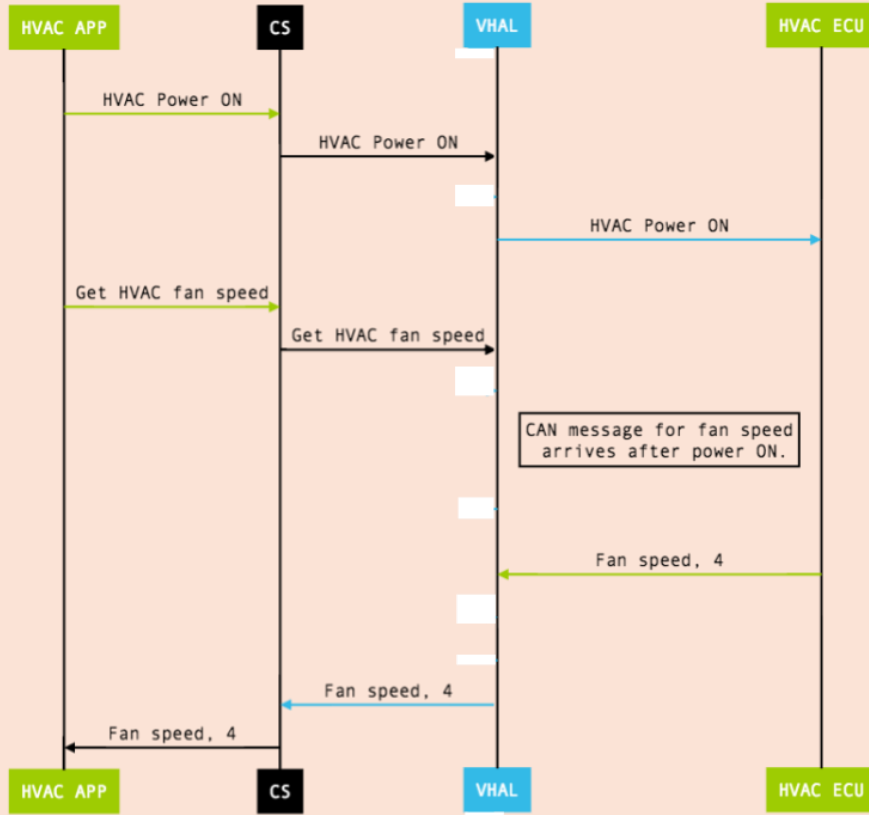 HVAC APP
CS
VHAL
HVAC ECU
HVAC Power ON
HVAC Power ON
HVAC Power ON
Get HVAC fan speed
Get HVAC fan speed
CAN message for fan speed
arrives after power ON.
Fan speed, 4
Fan speed, 4
Fan speed, 4
HVAC APP
CS
VHAL
HVAC ECU